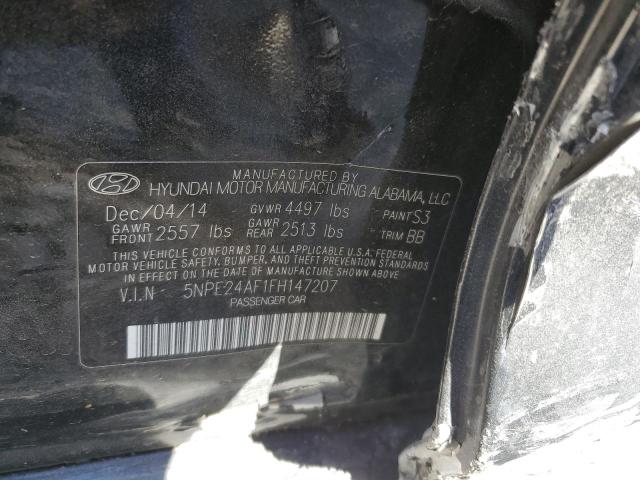 MANUFACTURED BY
HYUNDAI MOTOR MANUFACTURING ALABAMA, LLC
Dec/04/14 GVWR 4497 lbs PAINT S3
GAWR FRONT 2557 lbs GAWR REAR 2513 lbs TRIM BB
THIS VEHICLE CONFORMS TO ALL APPLICABLE U.S.A. FEDERAL
MOTOR VEHICLE SAFETY, BUMPER, AND THEFT PREVENTION STANDARDS
IN EFFECT ON THE DATE OF MANUFACTURE SHOWN ABOVE
V.I.N - 5NPE24AF1FH147207
PASSENGER CAR